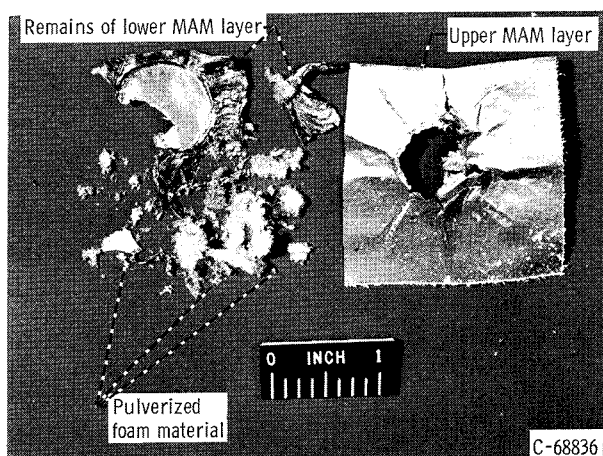 Remains of lower MAM layer
Upper MAM layer
0 INCH 1
Pulverized
foam material
C-68836